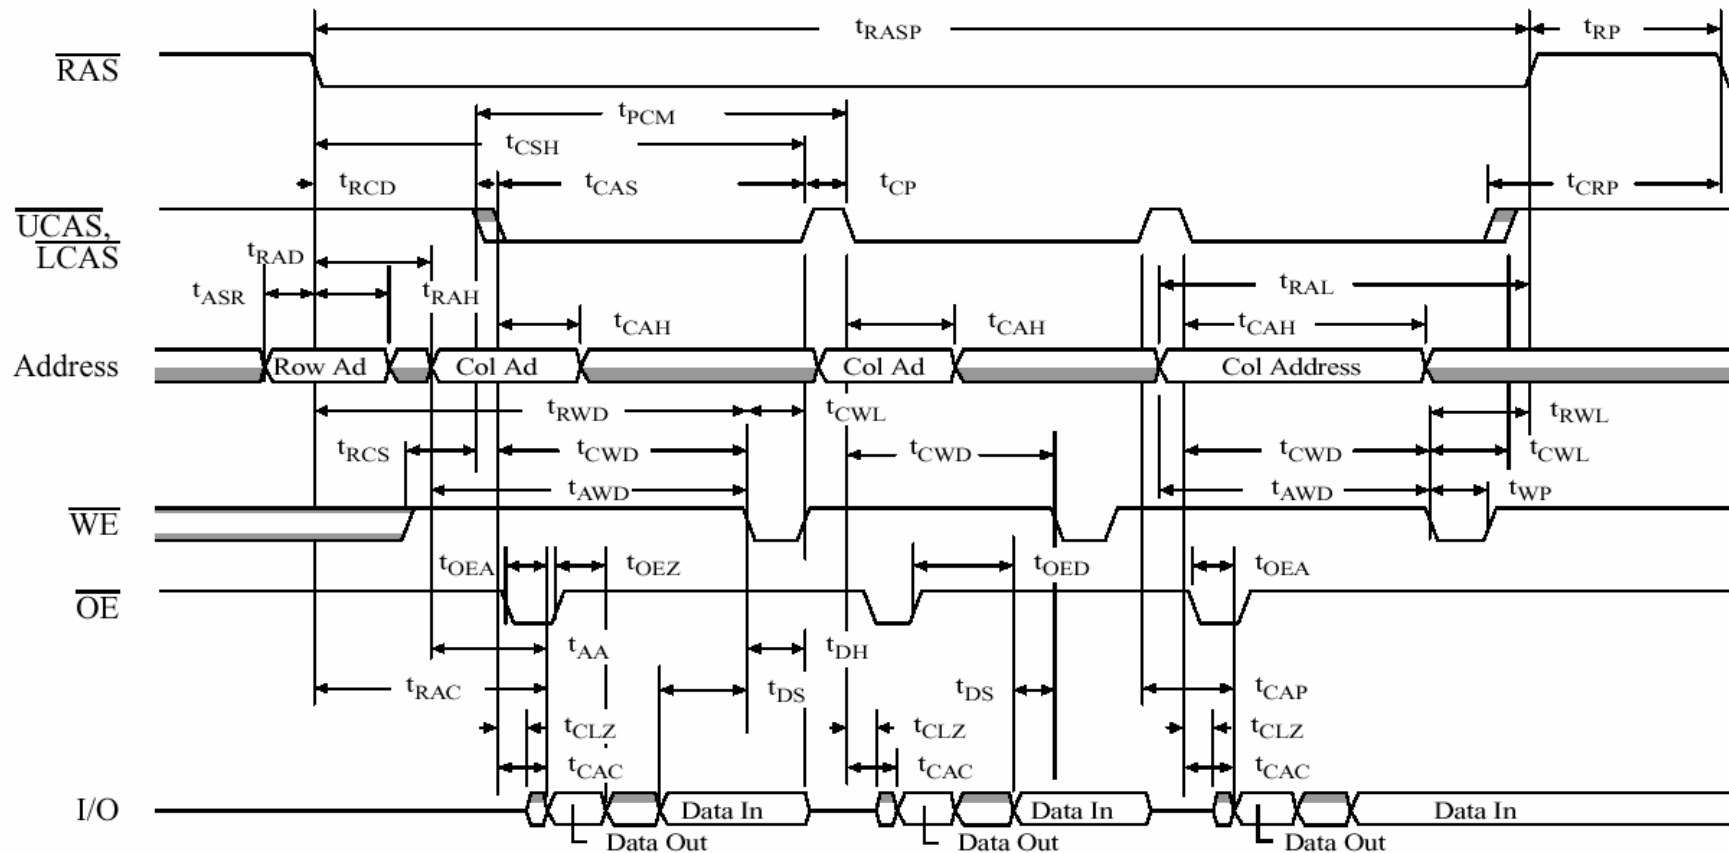 tRASP tRP
RAS
tPCM
tCSH
tRCD tCAS tCP tCRP
UCAS,
LCAS
tRAD
tASR tRAH tRAL
tCAH tCAH tCAH
Address Row Ad Col Ad Col Ad Col Address
tRWD tCWL tRWL
tRCS tCWD tCWD tCWD tCWL
tAWD tAWD tWP
WE
tOEA tOEZ tOED tOEA
OE
tAA tDH
tRAC tDS tDS tCAP
tCLZ tCLZ tCLZ
tCAC tCAC tCAC
I/O Data In Data In Data In
Data Out Data Out Data Out